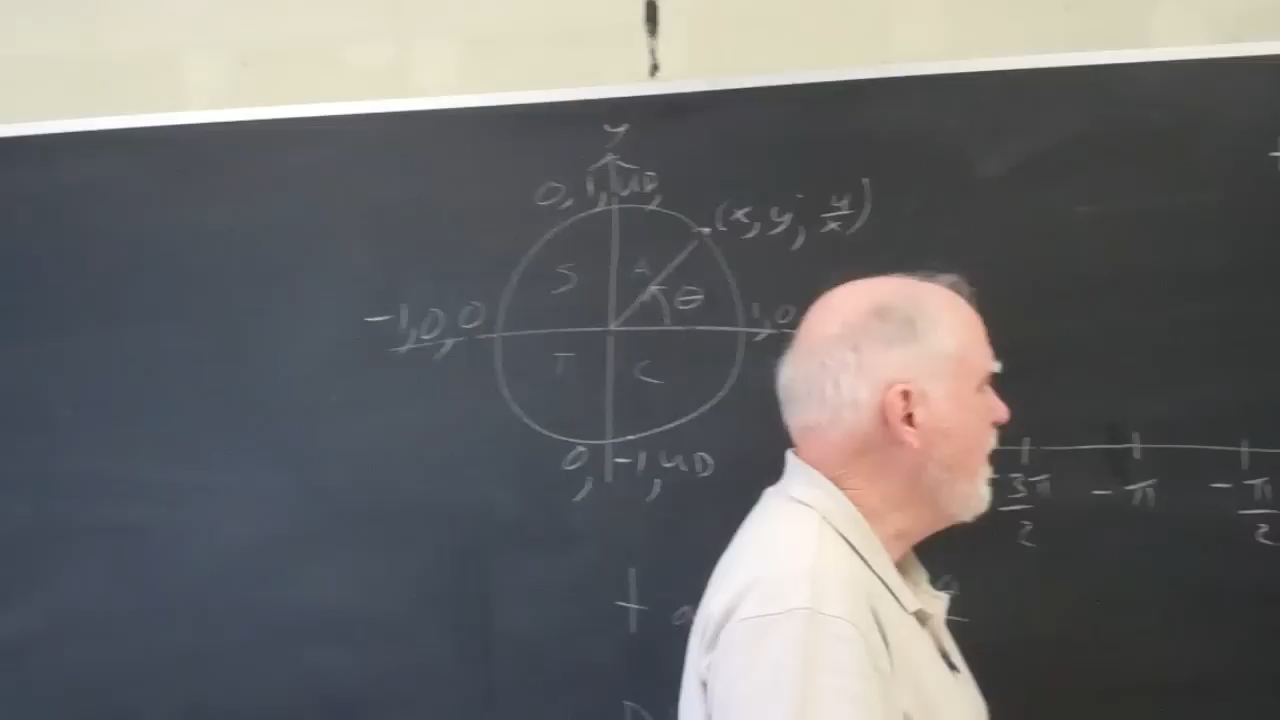 y
0, 1, UD,
(x, y, y/x)
S A
θ
-1, 0, 0
1, 0
T C
0, -1, UD
-3π/2 -π -π/2